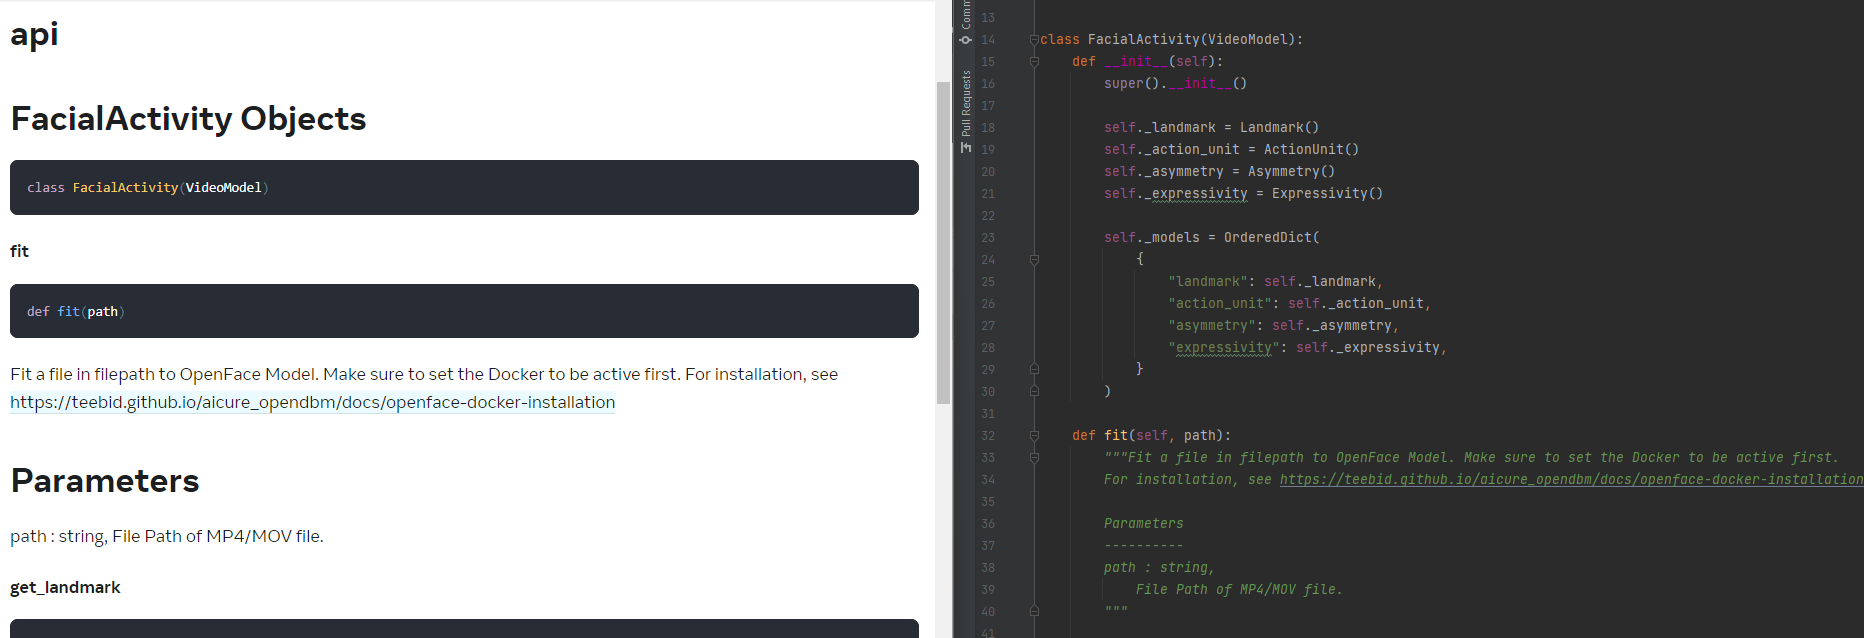 api
FacialActivity Objects
class FacialActivity(VideoModel)
fit
def fit(path)
Fit a file in filepath to OpenFace Model. Make sure to set the Docker to be active first. For installation, see
https://teebid.github.io/aicure_opendbm/docs/openface-docker-installation
Parameters
path : string, File Path of MP4/MOV file.
get_landmark
Comm
Pull Requests
13
14 class FacialActivity(VideoModel):
15 def __init__(self):
16 super().__init__()
17
18 self._landmark = Landmark()
19 self._action_unit = ActionUnit()
20 self._asymmetry = Asymmetry()
21 self._expressivity = Expressivity()
22
23 self._models = OrderedDict(
24 {
25 "landmark": self._landmark,
26 "action_unit": self._action_unit,
27 "asymmetry": self._asymmetry,
28 "expressivity": self._expressivity,
29 }
30 )
31
32 def fit(self, path):
33 """Fit a file in filepath to OpenFace Model. Make sure to set the Docker to be active first.
34 For installation, see https://teebid.github.io/aicure_opendbm/docs/openface-docker-installation
35
36 Parameters
37 ----------
38 path : string,
39 File Path of MP4/MOV file.
40 """
41